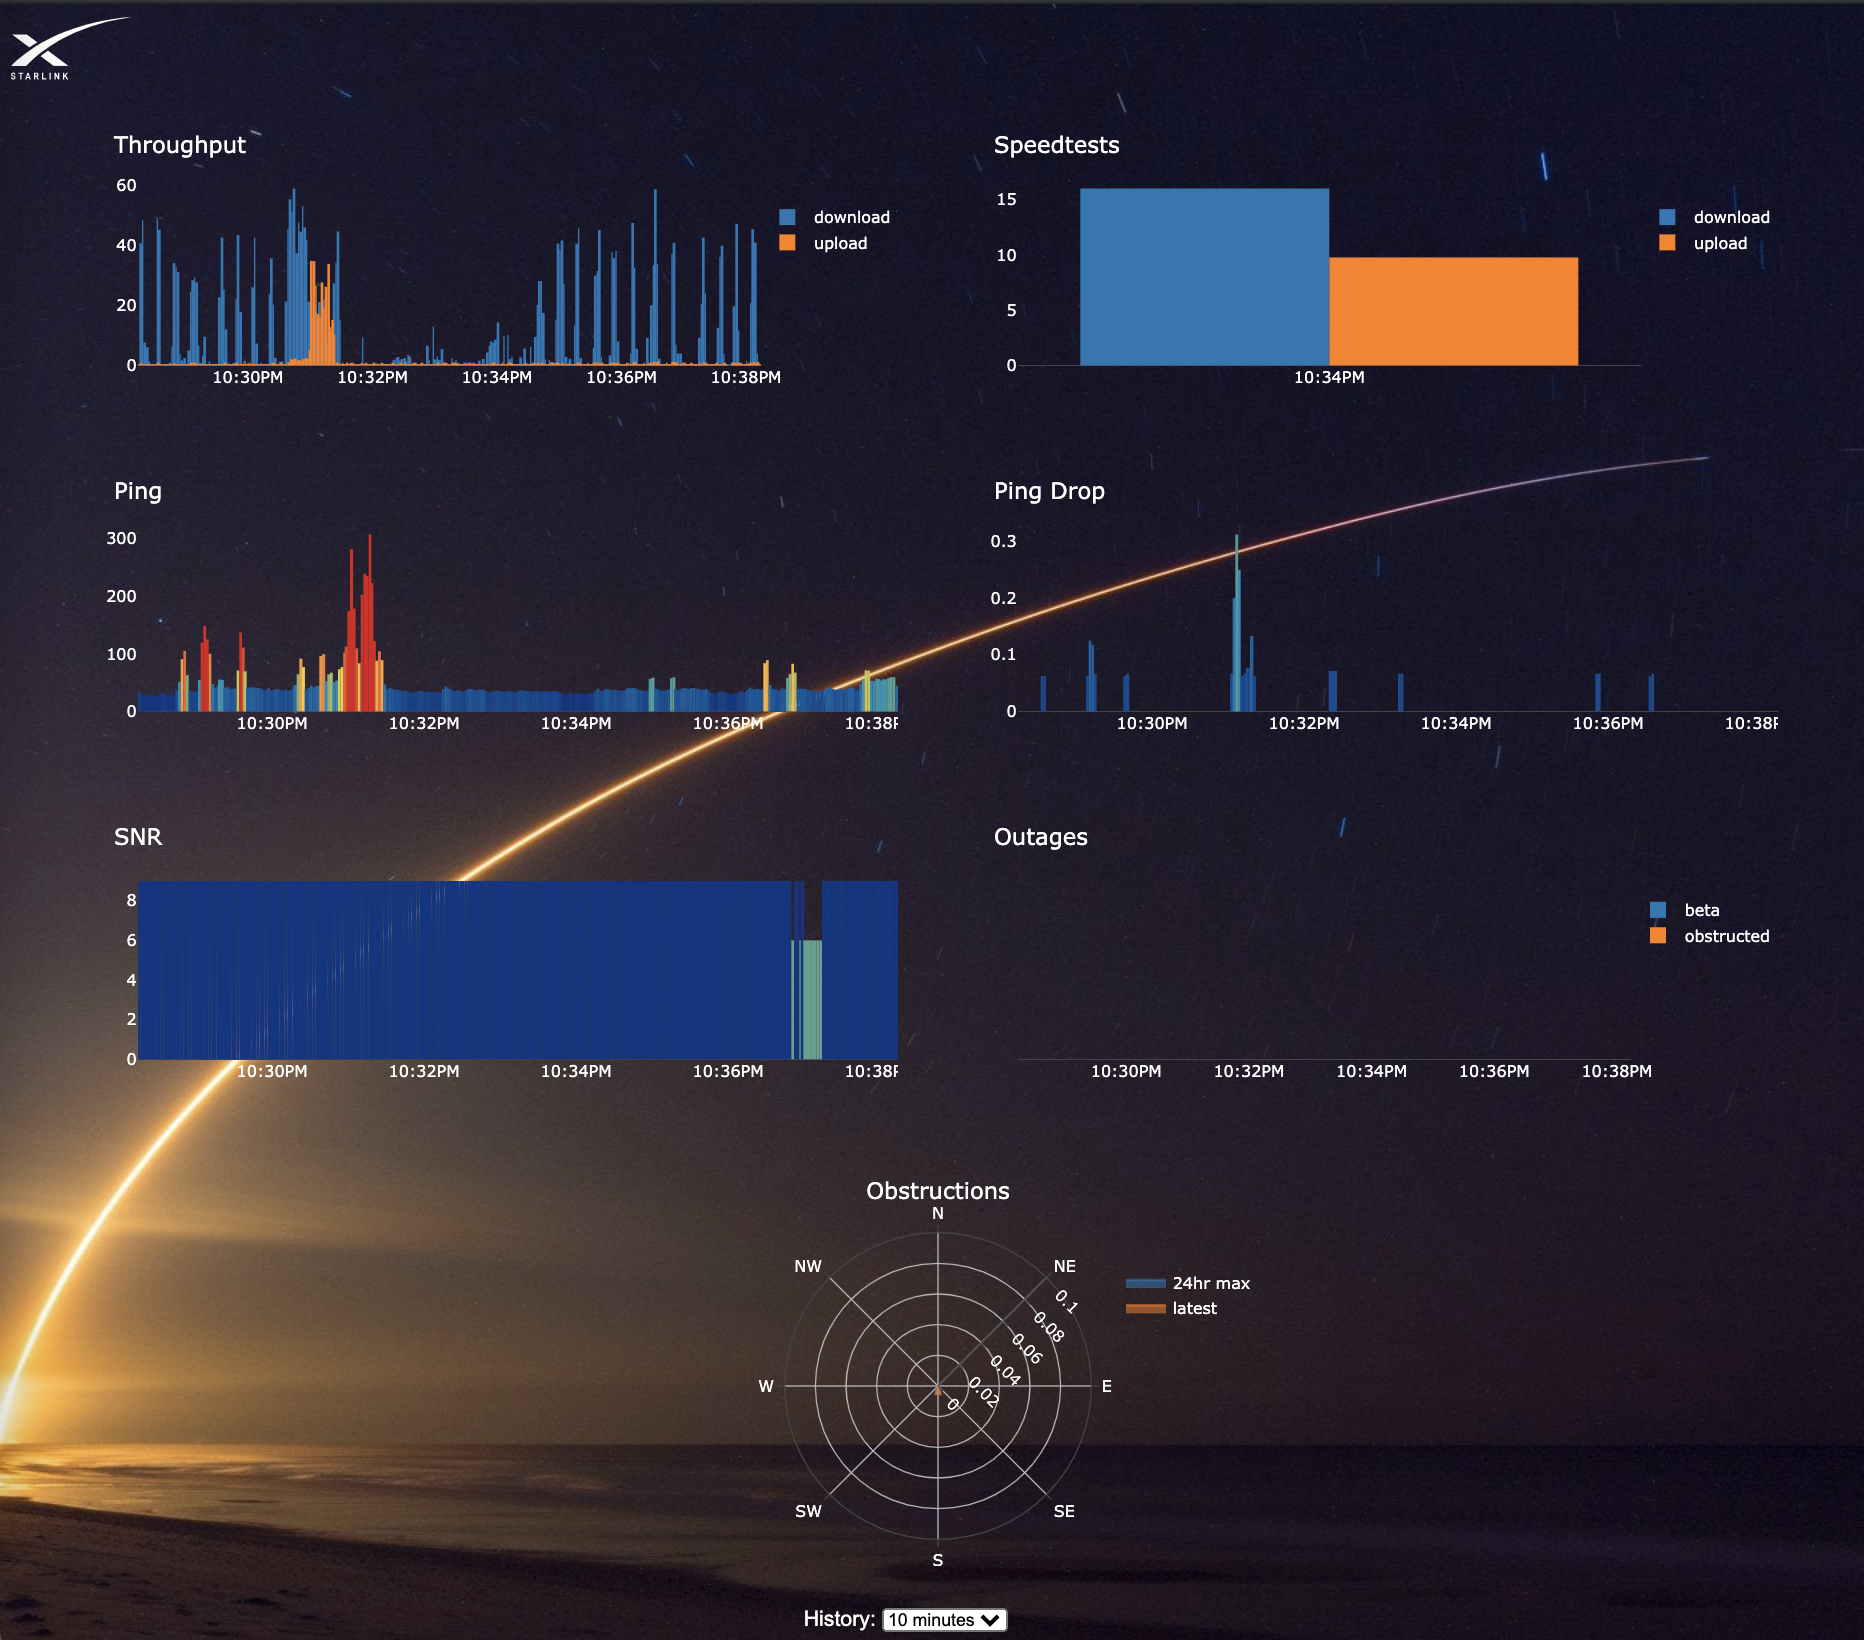 STARLINK
Throughput
60
40
20
0
10:30PM 10:32PM 10:34PM 10:36PM 10:38PM
download
upload
Speedtests
15
10
5
0
10:34PM
download
upload
Ping
300
200
100
0
10:30PM 10:32PM 10:34PM 10:36PM 10:38P
Ping Drop
0.3
0.2
0.1
0
10:30PM 10:32PM 10:34PM 10:36PM 10:38P
SNR
8
6
4
2
0
10:30PM 10:32PM 10:34PM 10:36PM 10:38P
Outages
10:30PM 10:32PM 10:34PM 10:36PM 10:38PM
beta
obstructed
Obstructions
N
NW
NE
0.1
0.08
0.06
0.04
0.02
0
W
E
SW
SE
S
24hr max
latest
History: 10 minutes